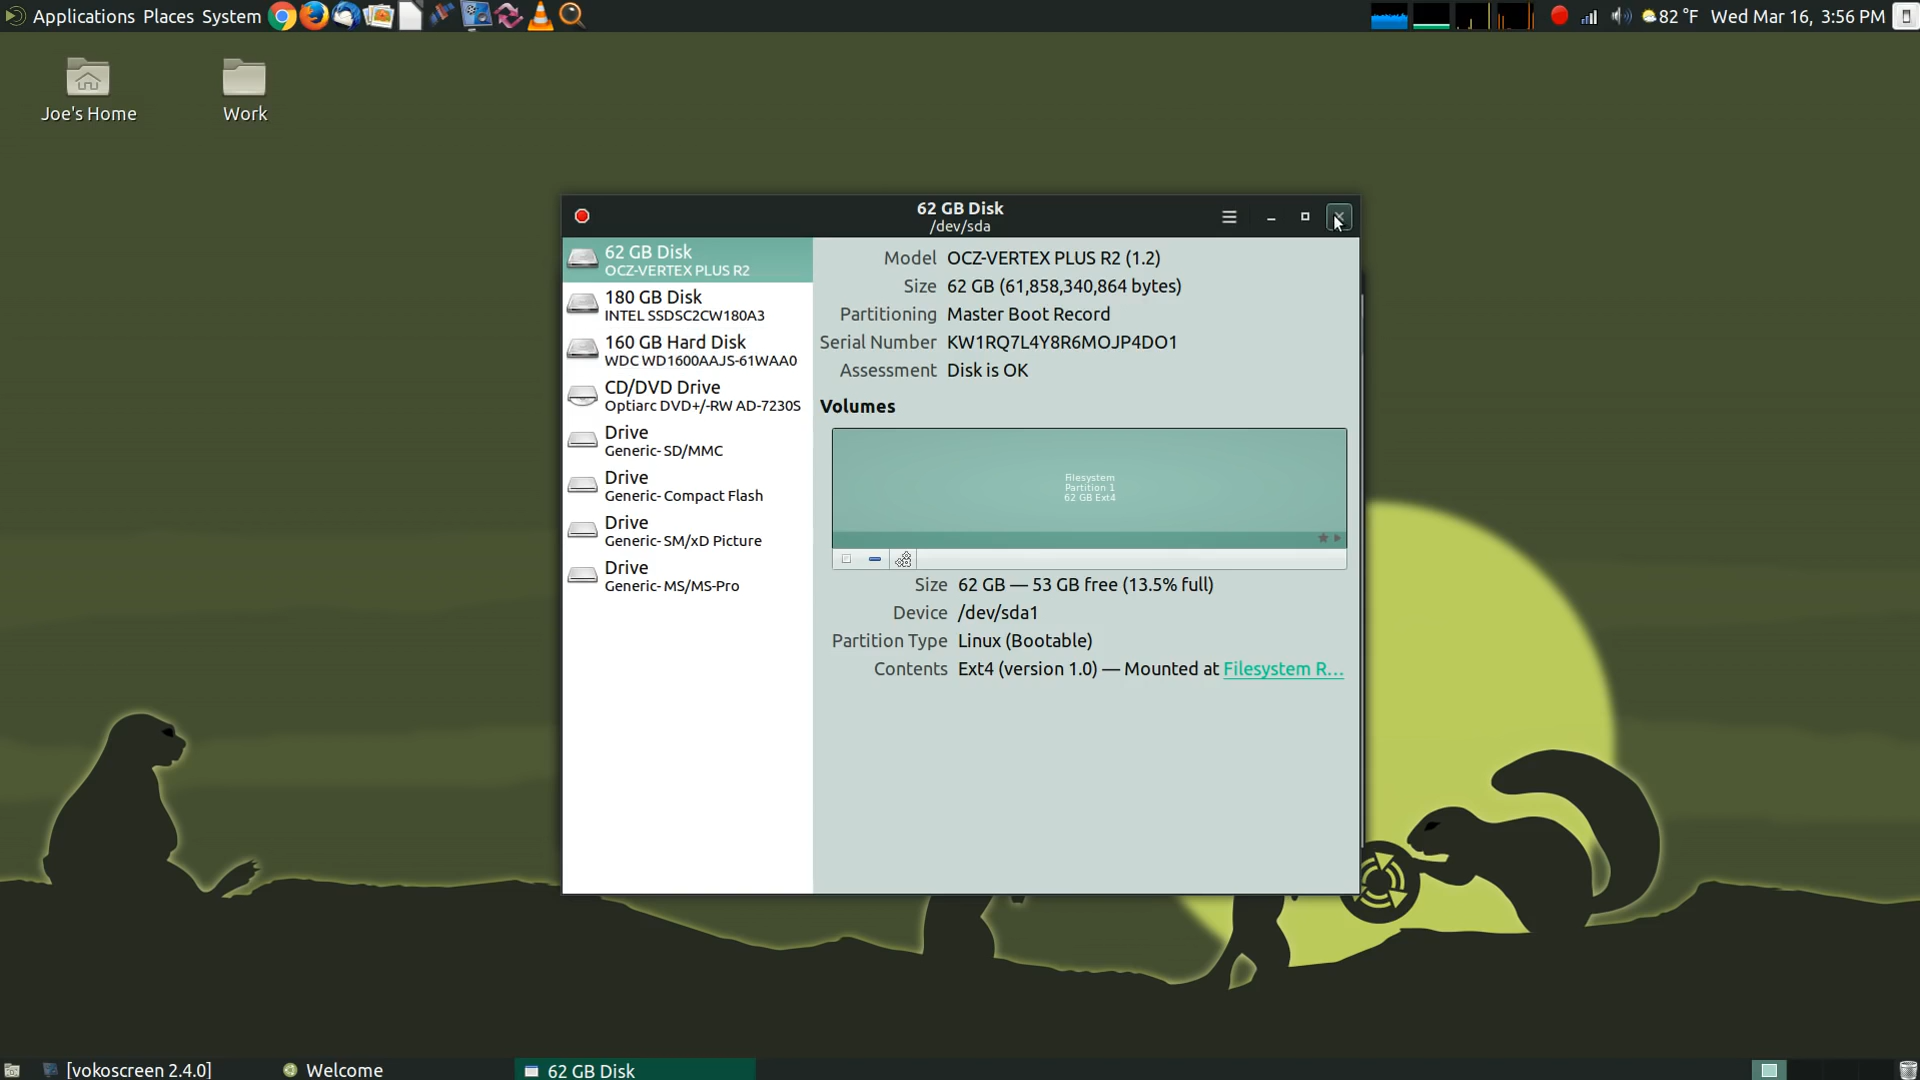 Applications Places System
82 °F Wed Mar 16, 3:56 PM
Joe's Home
Work
62 GB Disk
/dev/sda
62 GB Disk
OCZ-VERTEX PLUS R2
180 GB Disk
INTEL SSDSC2CW180A3
160 GB Hard Disk
WDC WD1600AAJS-61WAA0
CD/DVD Drive
Optiarc DVD+/-RW AD-7230S
Drive
Generic- SD/MMC
Drive
Generic- Compact Flash
Drive
Generic- SM/xD Picture
Drive
Generic- MS/MS-Pro
Model OCZ-VERTEX PLUS R2 (1.2)
Size 62 GB (61,858,340,864 bytes)
Partitioning Master Boot Record
Serial Number KW1RQ7L4Y8R6MOJP4DO1
Assessment Disk is OK
Volumes
Filesystem
Partition 1
62 GB Ext4
Size 62 GB — 53 GB free (13.5% full)
Device /dev/sda1
Partition Type Linux (Bootable)
Contents Ext4 (version 1.0) — Mounted at Filesystem R...
[vokoscreen 2.4.0] Welcome 62 GB Disk